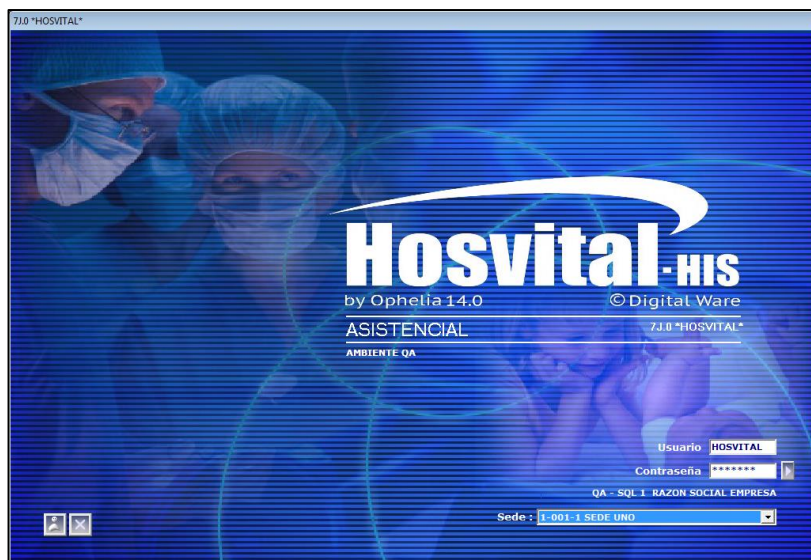 7J.0 *HOSVITAL*
Hosvital-HIS
by Ophelia 14.0 ©Digital Ware
ASISTENCIAL 7J.0 *HOSVITAL*
AMBIENTE QA
Usuario HOSVITAL
Contraseña *******
QA - SQL 1 RAZON SOCIAL EMPRESA
Sede : 1-001-1 SEDE UNO